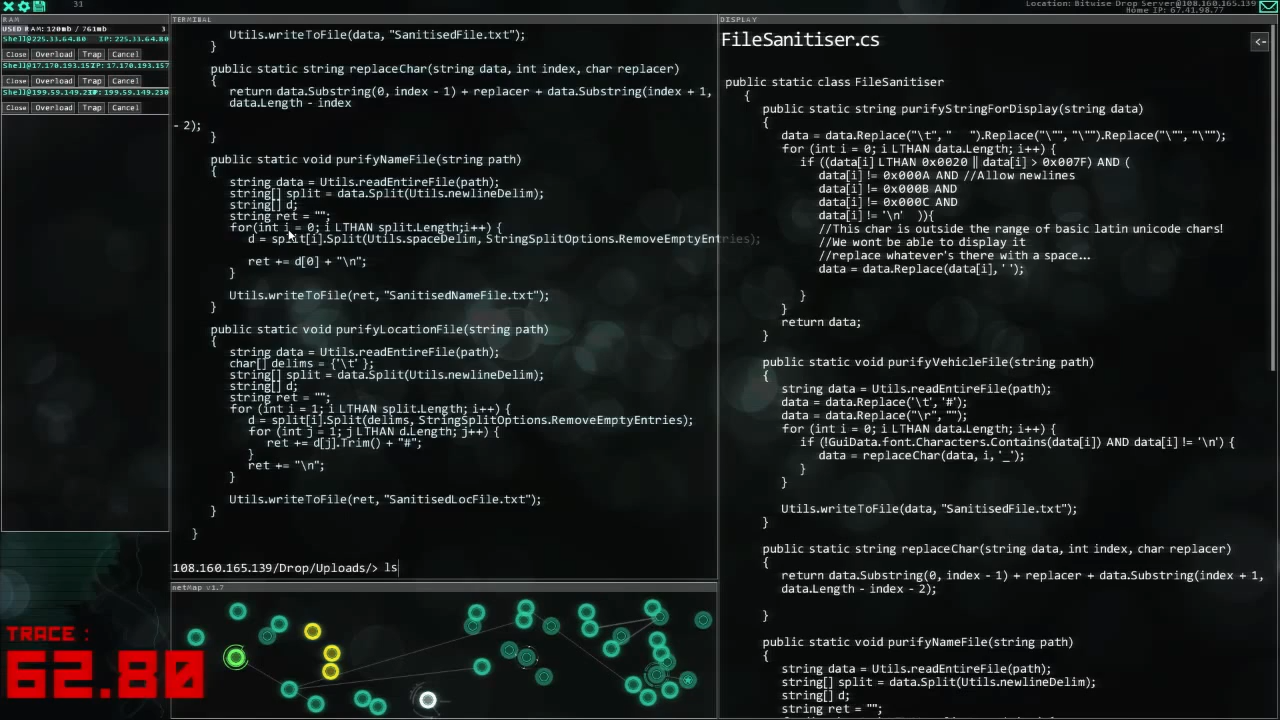 31
Location: Bitwise Drop Server@108.160.165.139
Home IP: 67.41.98.77
RAM
USED RAM: 120mb / 761mb 3
Shell@225.33.64.80 IP: 225.33.64.80
Close Overload Trap Cancel
IP: 17.170.193.157
Close Overload Trap Cancel
Close Overload Trap Cancel
TERMINAL
Utils.writeToFile(data, "SanitisedFile.txt");
}
public static string replaceChar(string data, int index, char replacer)
{
return data.Substring(0, index - 1) + replacer + data.Substring(index + 1,
data.Length - index
- 2);
}
public static void purifyNameFile(string path)
{
string data = Utils.readEntireFile(path);
string[] split = data.Split(Utils.newlineDelim);
string[] d;
string ret = "";
for(int i = 0; i LTHAN split.Length;i++) {
d = split[i].Split(Utils.spaceDelim, StringSplitOptions.RemoveEmptyEntries);
ret += d[0] + "\n";
}
Utils.writeToFile(ret, "SanitisedNameFile.txt");
}
public static void purifyLocationFile(string path)
{
string data = Utils.readEntireFile(path);
char[] delims = {'\t' };
string[] split = data.Split(Utils.newlineDelim);
string[] d;
string ret = "";
for (int i = 1; i LTHAN split.Length; i++) {
d = split[i].Split(delims, StringSplitOptions.RemoveEmptyEntries);
for (int j = 1; j LTHAN d.Length; j++) {
ret += d[j].Trim() + "#";
}
ret += "\n";
}
Utils.writeToFile(ret, "SanitisedLocFile.txt");
}
}
108.160.165.139/Drop/Uploads/> ls
netMap v1.7
TRACE :
62.80
DISPLAY
FileSanitiser.cs
<-
public static class FileSanitiser
{
public static string purifyStringForDisplay(string data)
{
data = data.Replace("\t", "   ").Replace("\"", "\"").Replace("\"", "\"");
for (int i = 0; i LTHAN data.Length; i++) {
if ((data[i] LTHAN 0x0020 || data[i] > 0x007F) AND (
data[i] != 0x000A AND //Allow newlines
data[i] != 0x000B AND
data[i] != 0x000C AND
data[i] != '\n'  )){
//This char is outside the range of basic latin unicode chars!
//We wont be able to display it
//replace whatever's there with a space...
data = data.Replace(data[i], ' ');
}
}
return data;
}
public static void purifyVehicleFile(string path)
{
string data = Utils.readEntireFile(path);
data = data.Replace('\t', '#');
data = data.Replace("\r", "");
for (int i = 0; i LTHAN data.Length; i++) {
if (!GuiData.font.Characters.Contains(data[i]) AND data[i] != '\n') {
data = replaceChar(data, i, '_');
}
}
Utils.writeToFile(data, "SanitisedFile.txt");
}
public static string replaceChar(string data, int index, char replacer)
{
return data.Substring(0, index - 1) + replacer + data.Substring(index + 1,
data.Length - index - 2);
}
public static void purifyNameFile(string path)
{
string data = Utils.readEntireFile(path);
string[] split = data.Split(Utils.newlineDelim);
string[] d;
string ret = "";